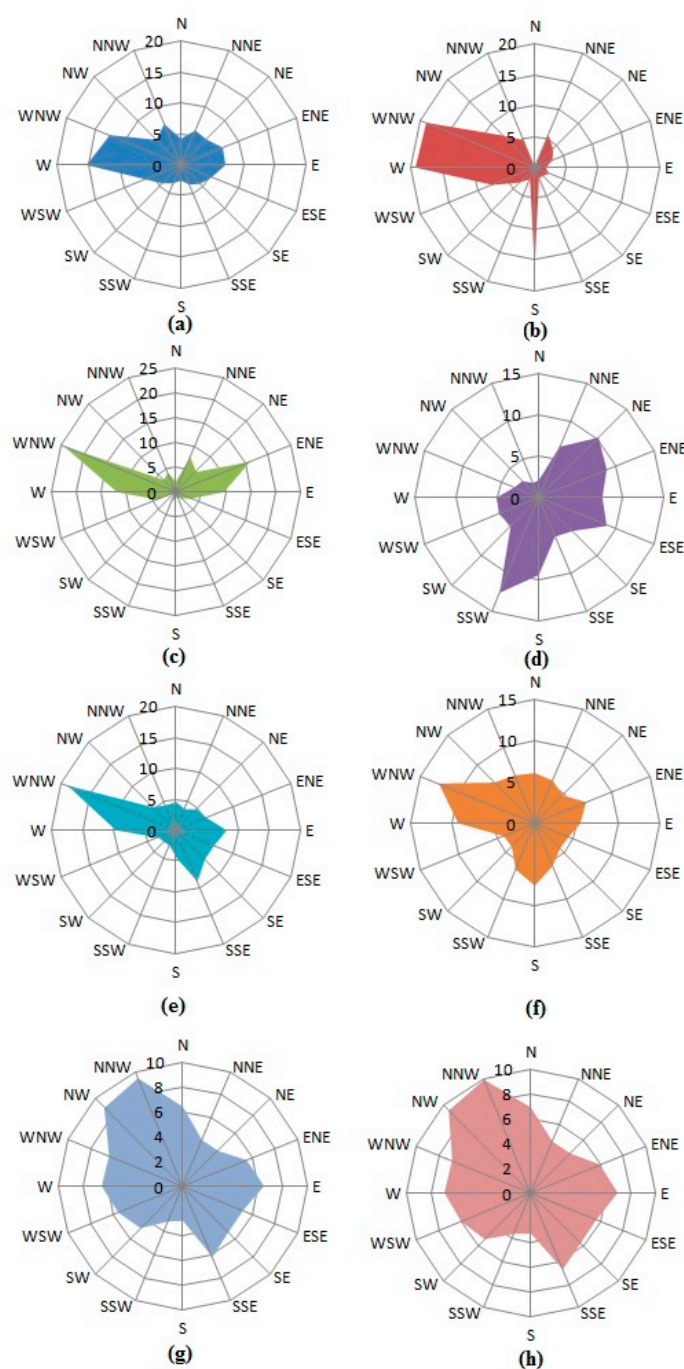 N
NNW 20 NNE
NW 15 NE
WNW 10 ENE
5
W 0 E
WSW ESE
SW SE
SSW SSE
S
(a)
N
NNW 20 NNE
NW 15 NE
WNW 10 ENE
5
W 0 E
WSW ESE
SW SE
SSW SSE
S
(b)
N
NNW 25 NNE
20
NW 15 NE
WNW 10 ENE
5
W 0 E
WSW ESE
SW SE
SSW SSE
S
(c)
N
NNW 15 NNE
NW 10 NE
WNW 5 ENE
W 0 E
WSW ESE
SW SE
SSW SSE
S
(d)
N
NNW 20 NNE
NW 15 NE
WNW 10 ENE
5
W 0 E
WSW ESE
SW SE
SSW SSE
S
(e)
N
NNW 15 NNE
NW 10 NE
WNW 5 ENE
W 0 E
WSW ESE
SW SE
SSW SSE
S
(f)
N
NNW 10 NNE
8
NW 6 NE
WNW 4 ENE
2
W 0 E
WSW ESE
SW SE
SSW SSE
S
(g)
N
NNW 10 NNE
8
NW 6 NE
WNW 4 ENE
2
W 0 E
WSW ESE
SW SE
SSW SSE
S
(h)